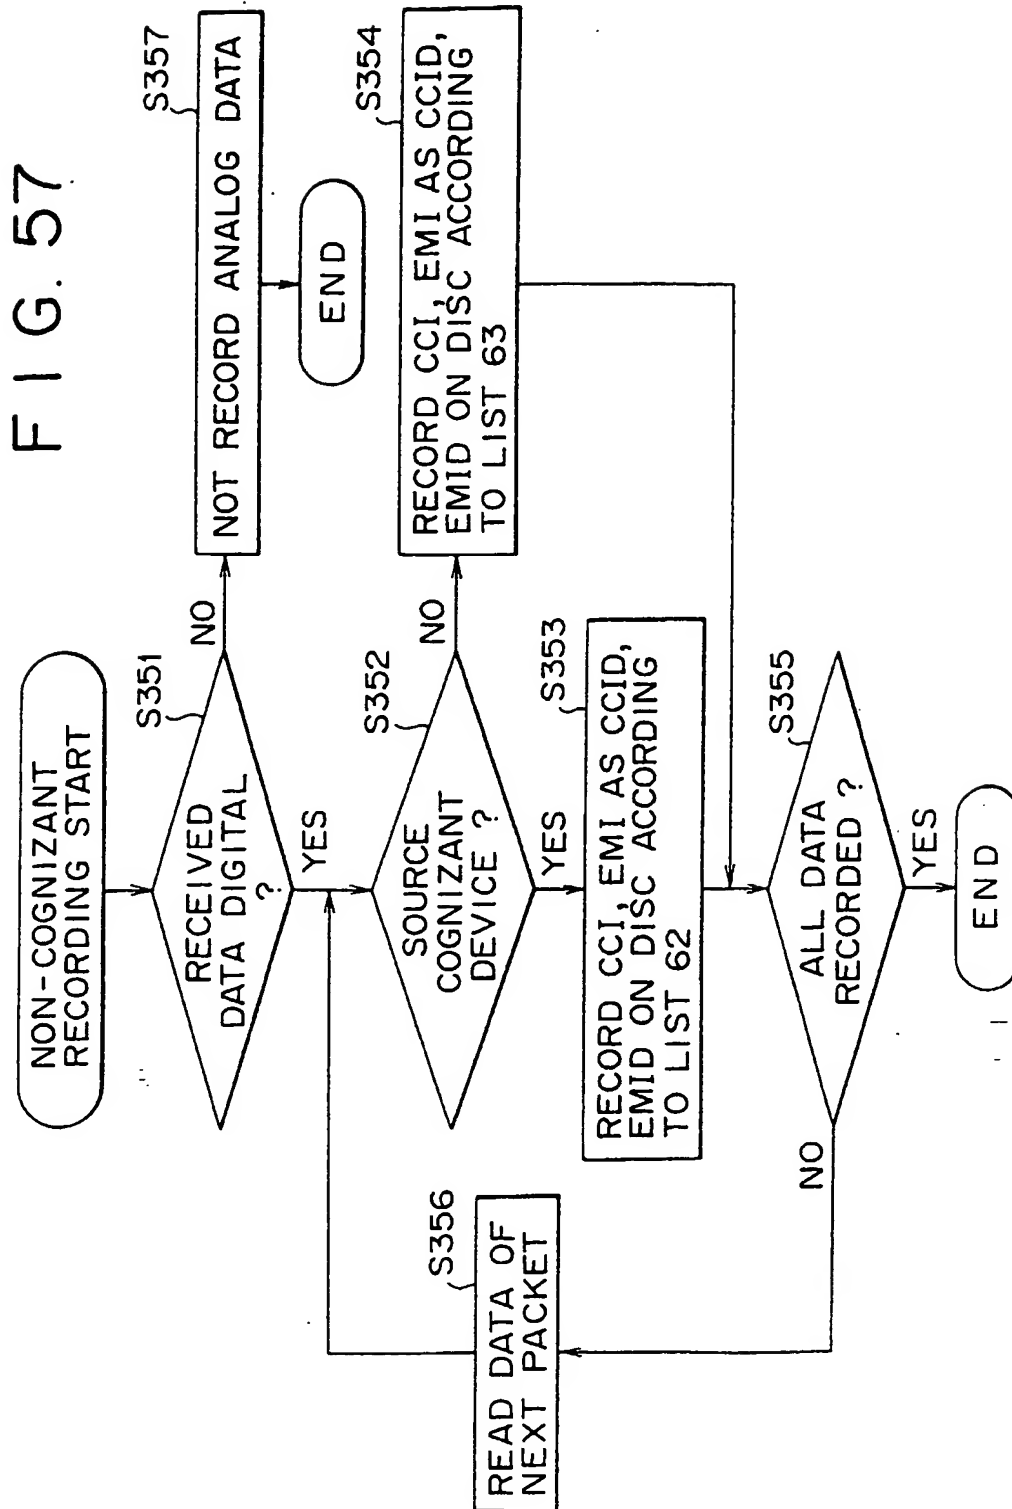 FIG. 57
NON-COGNIZANT
RECORDING START
S351
RECEIVED
DATA DIGITAL
?
NO
S357
NOT RECORD ANALOG DATA
END
YES
S352
SOURCE
COGNIZANT
DEVICE ?
NO
S354
RECORD CCI, EMI AS CCID,
EMID ON DISC ACCORDING
TO LIST 63
YES
S353
RECORD CCI, EMI AS CCID,
EMID ON DISC ACCORDING
TO LIST 62
S355
ALL DATA
RECORDED ?
NO
S356
READ DATA OF
NEXT PACKET
YES
END